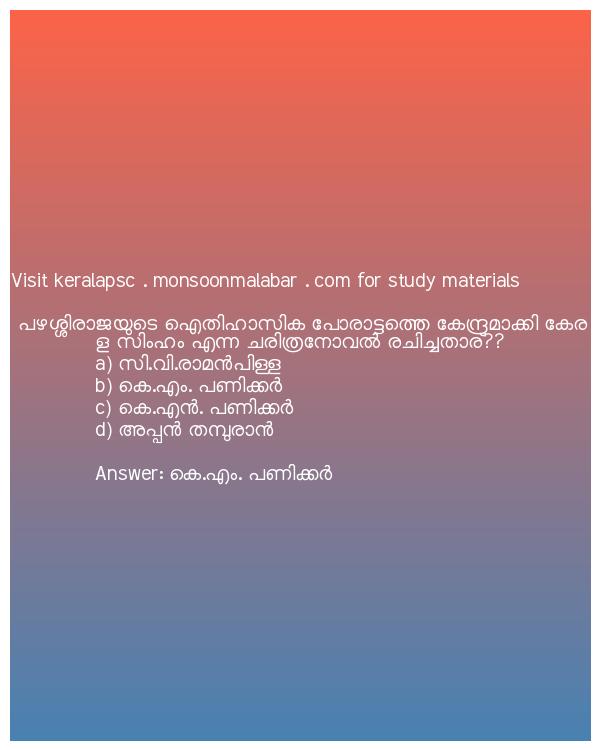 Visit keralapsc . monsoonmalabar . com for study materials
പഴശ്ശിരാജയുടെ ഐതിഹാസിക പോരാട്ടത്തെ കേന്ദ്രമാക്കി കേര
ള സിംഹം എന്ന ചരിത്രനോവൽ രചിച്ചതാര്??
a) സി.വി.രാമൻപിള്ള
b) കെ.എം. പണിക്കർ
c) കെ.എൻ. പണിക്കർ
d) അപ്പൻ തമ്പുരാൻ
Answer: കെ.എം. പണിക്കർ